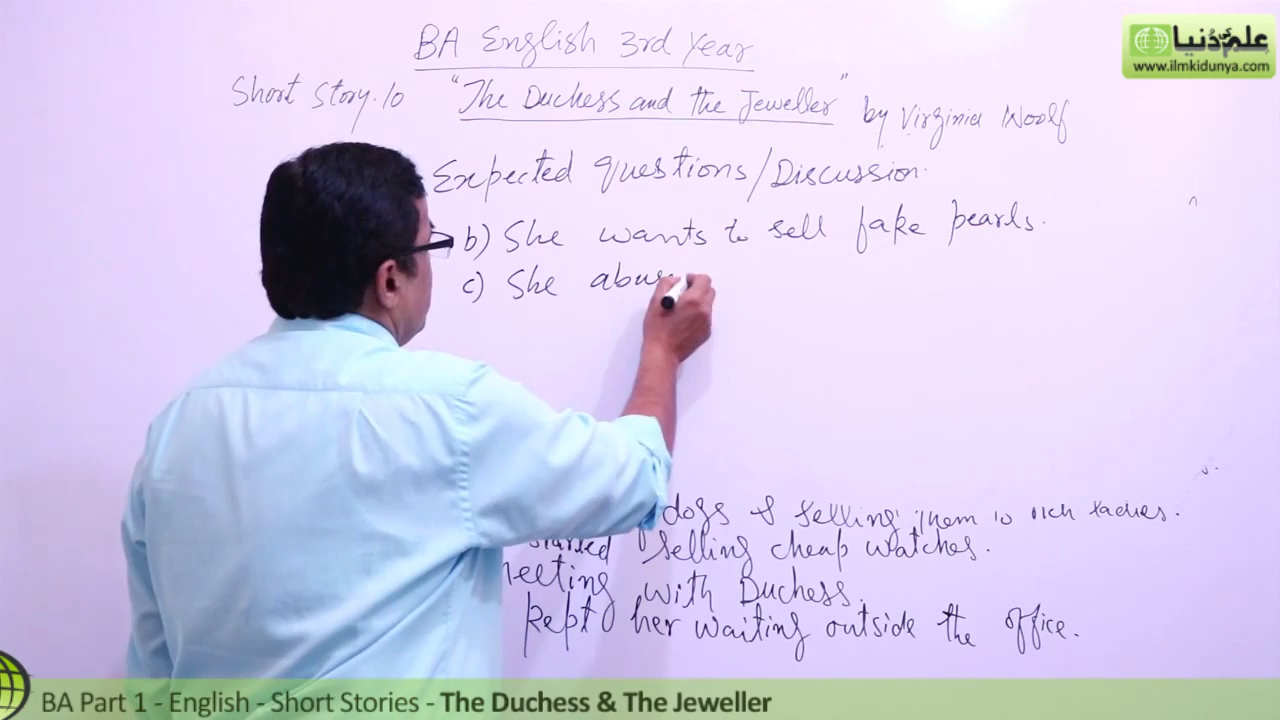 BA English 3rd Year
علم کی دُنیا
www.ilmkidunya.com
Short Story.10 "The Duchess and the Jeweller" by Virginia Woolf
Expected questions/Discussion.
b) She wants to sell fake pearls.
c) She abus
dogs & selling them to rich ladies.
started selling cheap watches.
meeting with Duchess.
kept her waiting outside the office.
BA Part 1 - English - Short Stories - The Duchess & The Jeweller